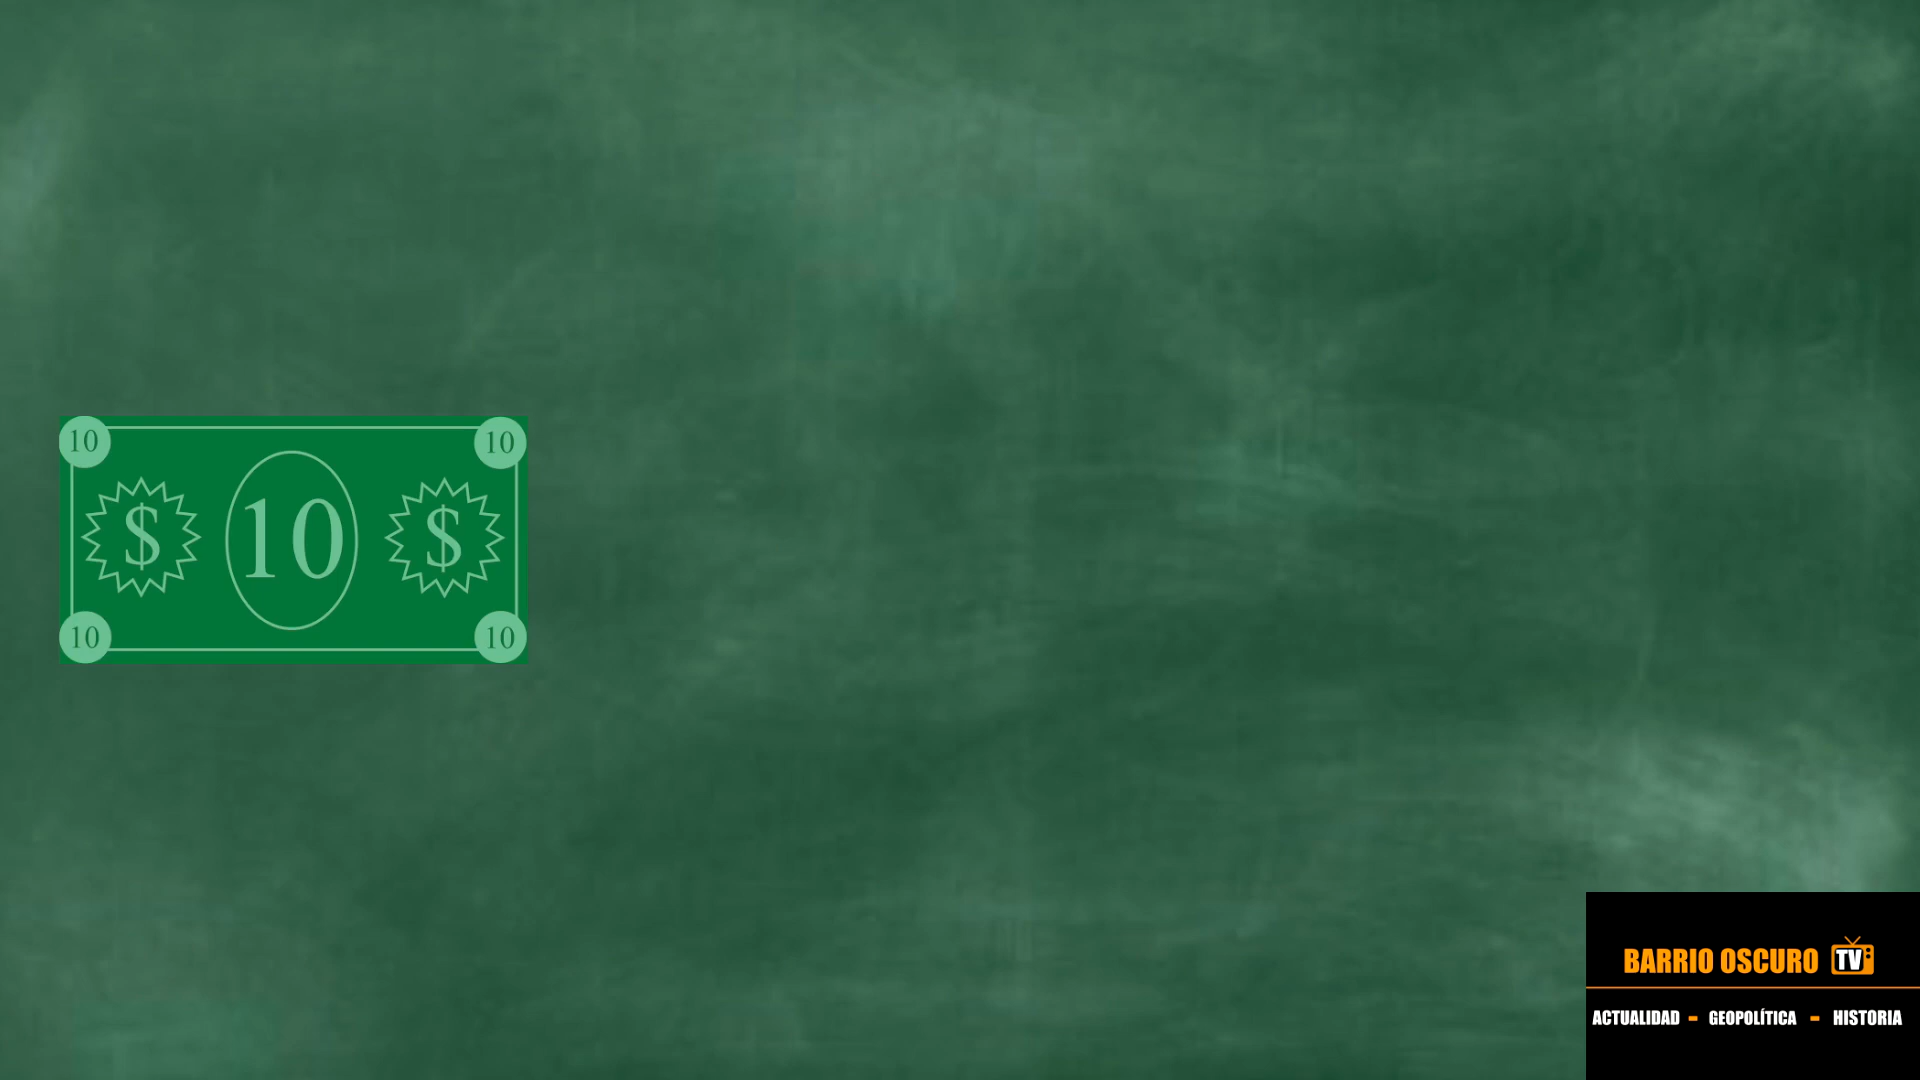 10 10
$ 10 $
10 10
BARRIO OSCURO TV
ACTUALIDAD - GEOPOLÍTICA - HISTORIA